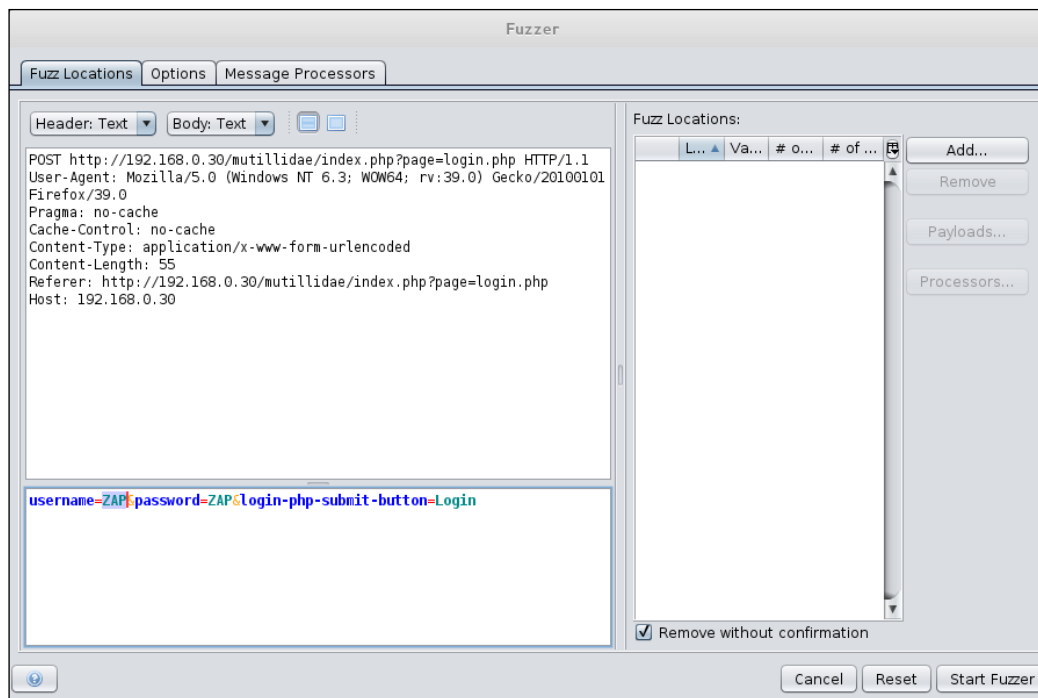 Fuzzer
Fuzz Locations Options Message Processors
Header: Text Body: Text
POST http://192.168.0.30/mutillidae/index.php?page=login.php HTTP/1.1
User-Agent: Mozilla/5.0 (Windows NT 6.3; WOW64; rv:39.0) Gecko/20100101
Firefox/39.0
Pragma: no-cache
Cache-Control: no-cache
Content-Type: application/x-www-form-urlencoded
Content-Length: 55
Referer: http://192.168.0.30/mutillidae/index.php?page=login.php
Host: 192.168.0.30
username=ZAP&password=ZAP&login-php-submit-button=Login
Fuzz Locations:
L... Va... # o... # of ...
Add...
Remove
Payloads...
Processors...
Remove without confirmation
Cancel Reset Start Fuzzer